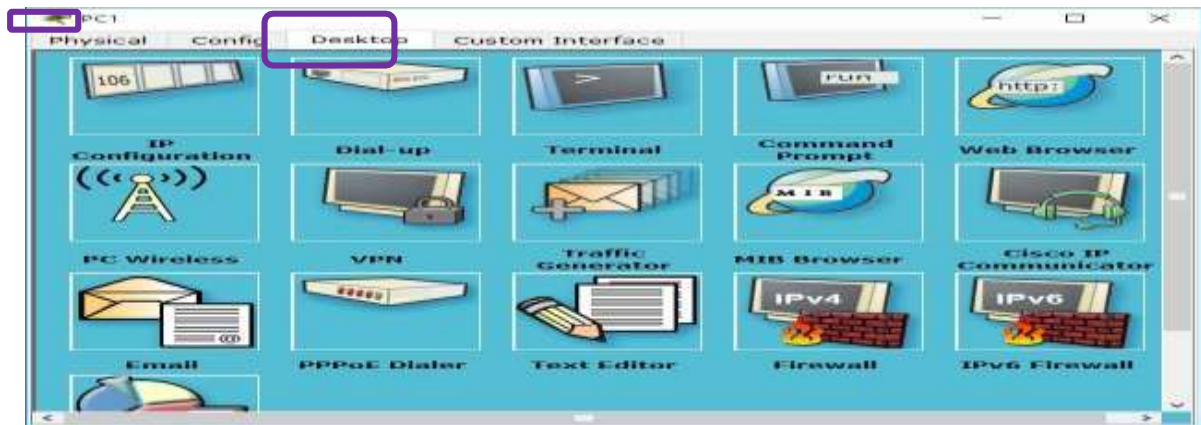 PC1
Physical Config Desktop Custom Interface
106
>
run
http:
IP
Configuration
Dial-up
Terminal
Command
Prompt
Web Browser
PC Wireless
VPN
Traffic
Generator
MIB
MIB Browser
Cisco IP
Communicator
Email
PPPoE Dialer
Text Editor
IPv4
Firewall
IPv6
IPv6 Firewall